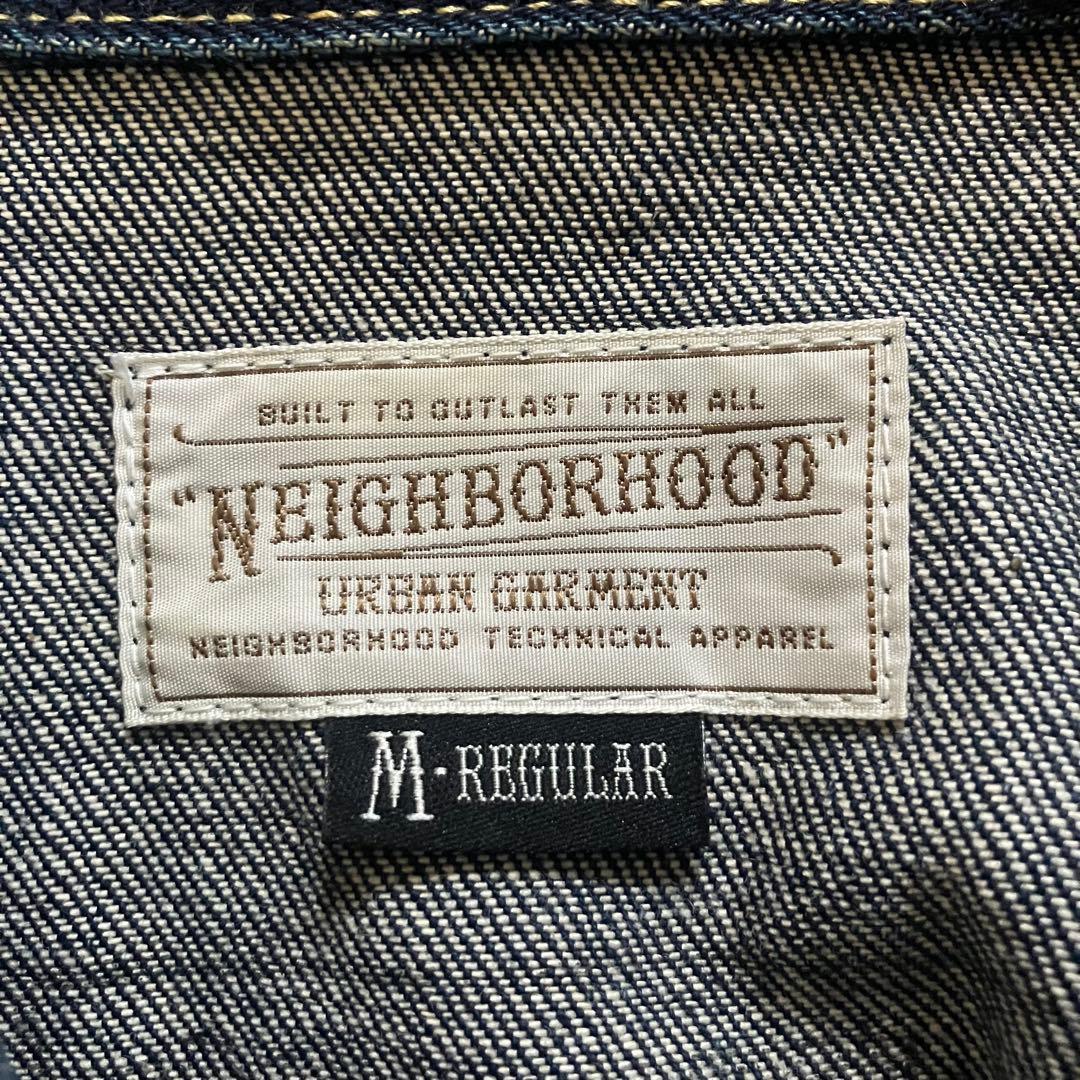 BUILT TO OUTLAST THEM ALL
"NEIGHBORHOOD"
URBAN GARMENT
NEIGHBORHOOD TECHNICAL APPAREL
M·REGULAR